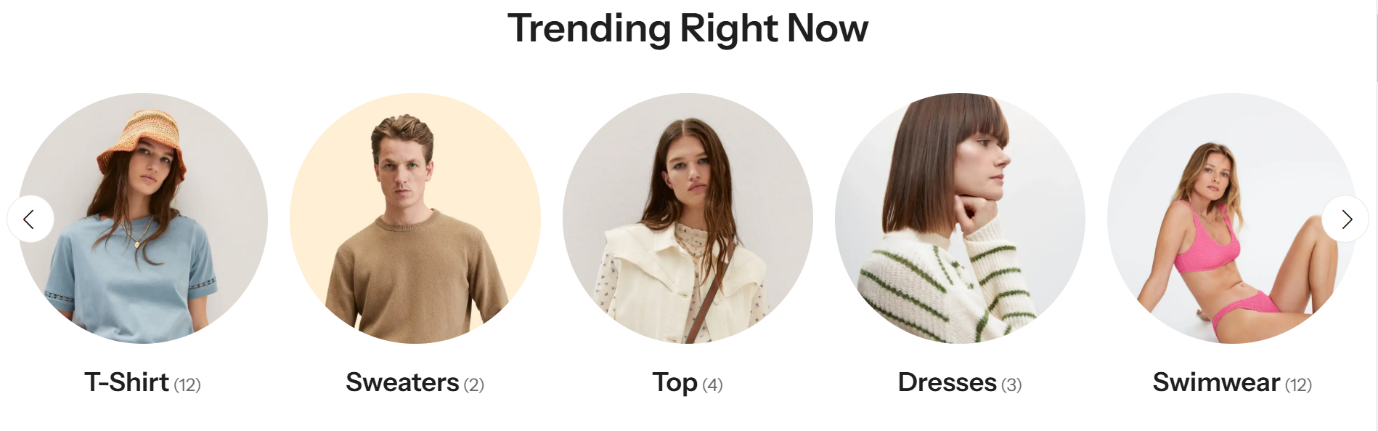 Trending Right Now
T-Shirt (12)
Sweaters (2)
Top (4)
Dresses (3)
Swimwear (12)